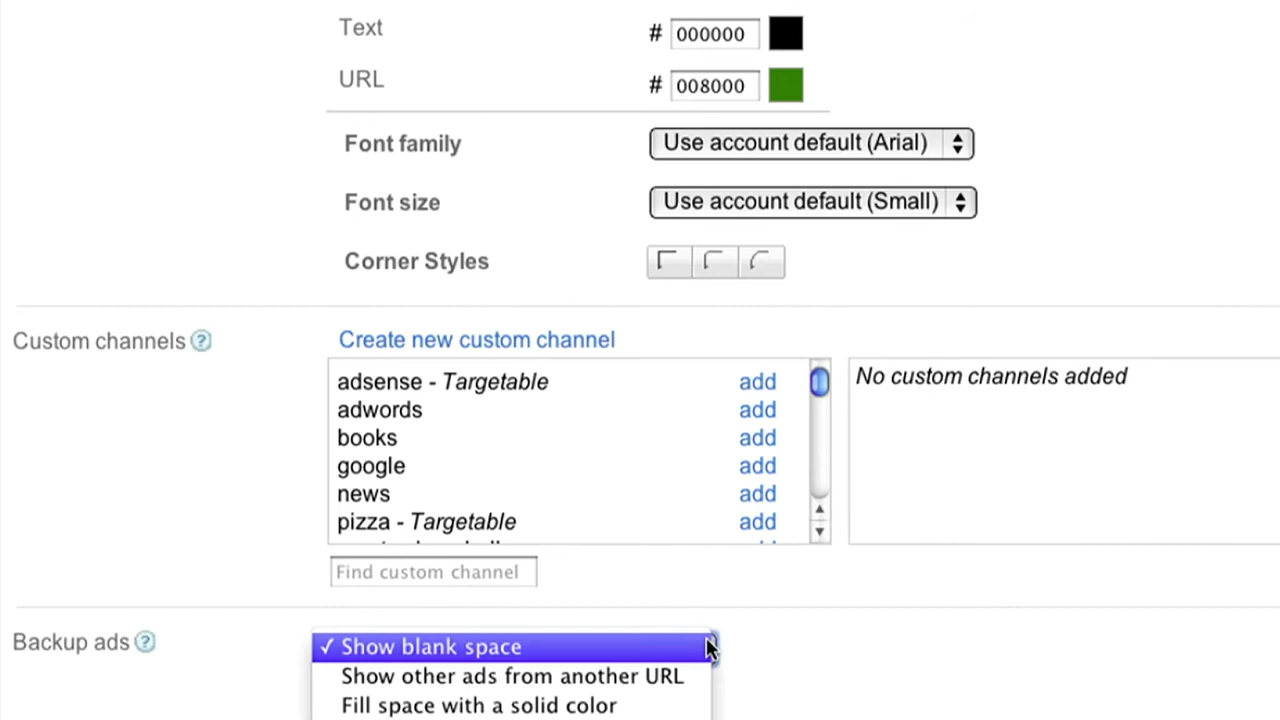 Text # 000000
URL # 008000
Font family Use account default (Arial)
Font size Use account default (Small)
Corner Styles
Custom channels ? Create new custom channel
adsense - Targetable add No custom channels added
adwords add
books add
google add
news add
pizza - Targetable add
Find custom channel
Backup ads ? ✓ Show blank space
Show other ads from another URL
Fill space with a solid color